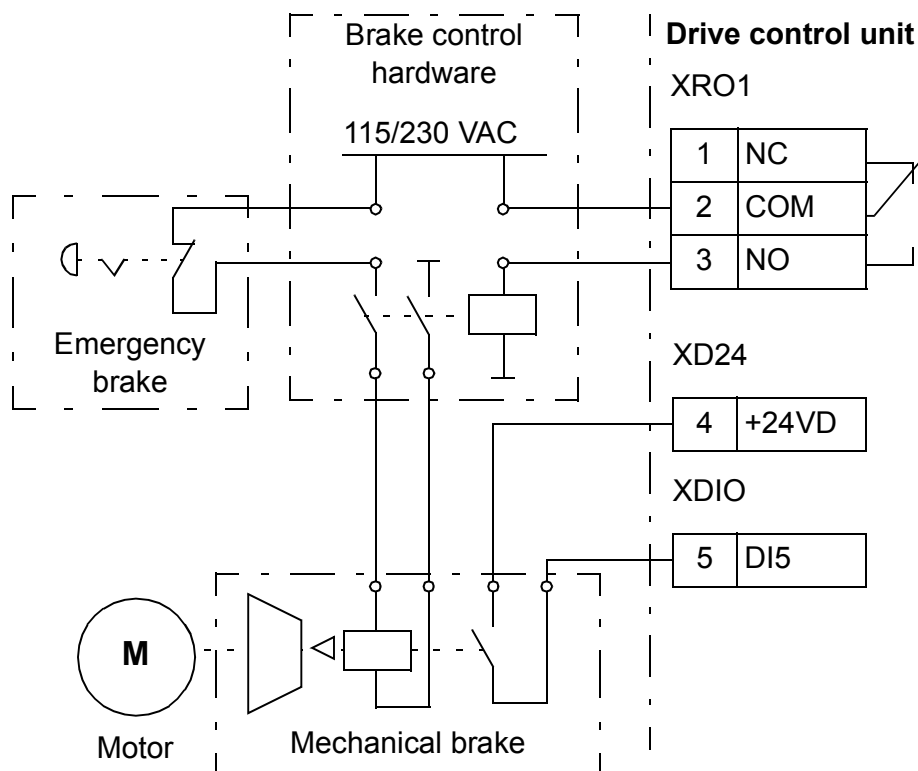 Brake control
hardware
115/230 VAC
Drive control unit
XRO1
1 NC
2 COM
3 NO
Emergency
brake
XD24
4 +24VD
XDIO
5 DI5
M
Motor
Mechanical brake